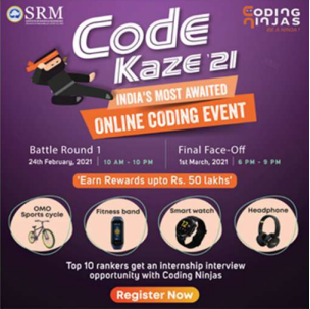 SRM
CODING
NINJAS
Code
Kaze '21
INDIA'S MOST AWAITED
ONLINE CODING EVENT
Battle Round 1
24th February, 2021 | 10 AM - 10 PM
Final Face-Off
1st March, 2021 | 6 PM - 9 PM
'Earn Rewards upto Rs. 50 lakhs'
OMO
Sports cycle
Fitness band
Smart watch
Headphone
Top 10 rankers get an internship interview
opportunity with Coding Ninjas
Register Now